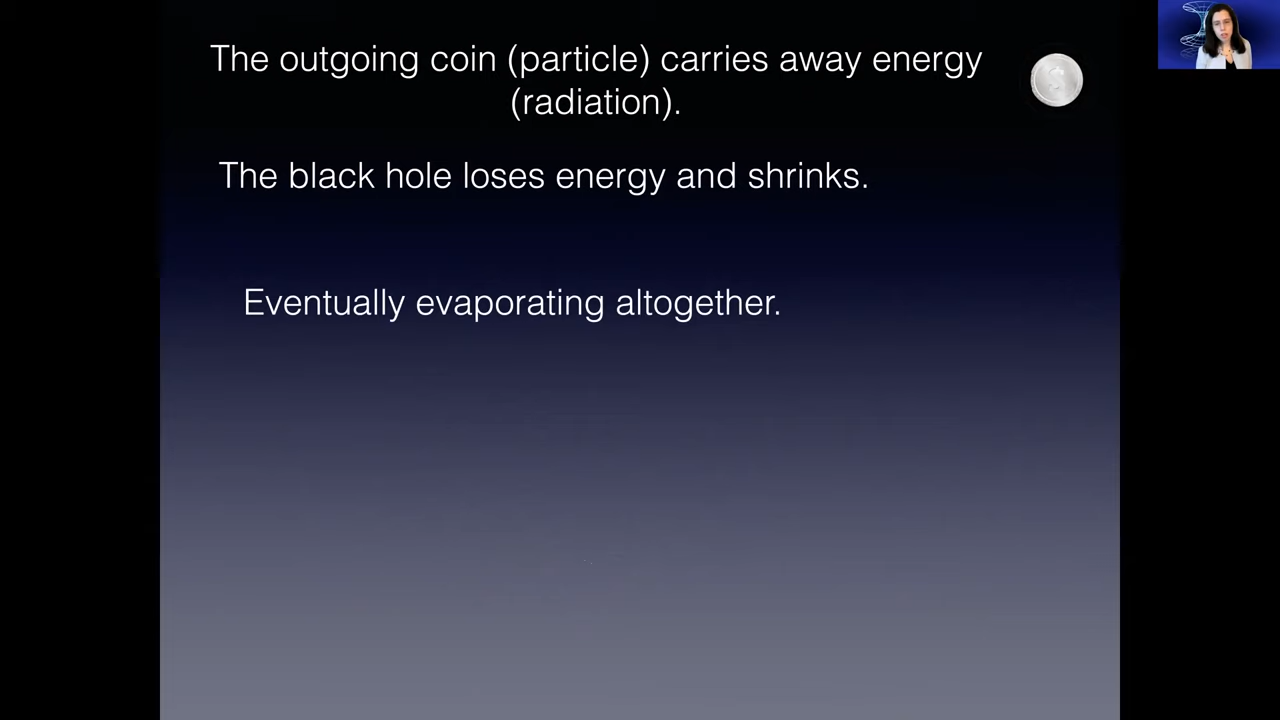 The outgoing coin (particle) carries away energy
(radiation).
The black hole loses energy and shrinks.
Eventually evaporating altogether.